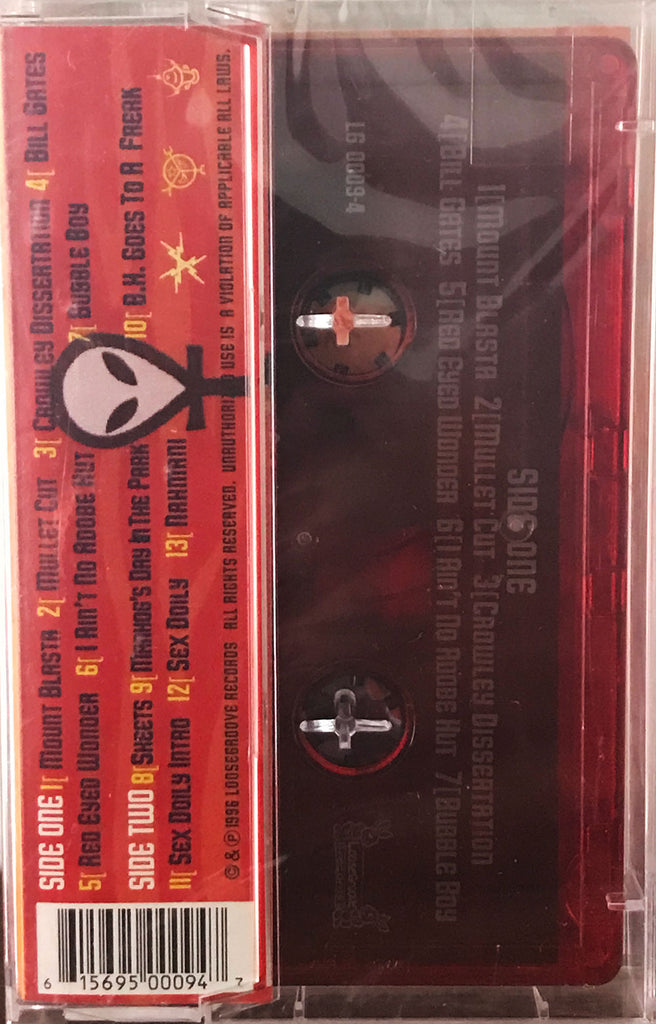 SIDE ONE 1[ Mount Blasta 2[ Mullet Cut 3[ Crowley Dissertation 4[ Bill Gates
5[ Red Eyed Wonder 6[ I Ain't No Adobe Hut 7[ Bubble Boy
SIDE TWO 8[ Sheets 9[ Day In The Park 10[ B.H. Goes To A Freak
11[ Sex Doily Intro 12[ Sex Doily 13[ Rahmani
© & ℗ 1996 LOOSEGROOVE RECORDS ALL RIGHTS RESERVED. UNAUTHORIZ USE IS A VIOLATION OF APPLICABLE ALL LAWS.
6 15695 00094 7
SIDE ONE
1[Mount Blasta 2[Mullet Cut 3[Crowley Dissertation
4[Bill Gates 5[Red Eyed Wonder 6[I Ain't No Adobe Hut 7[Bubble Boy
LG 0009-4